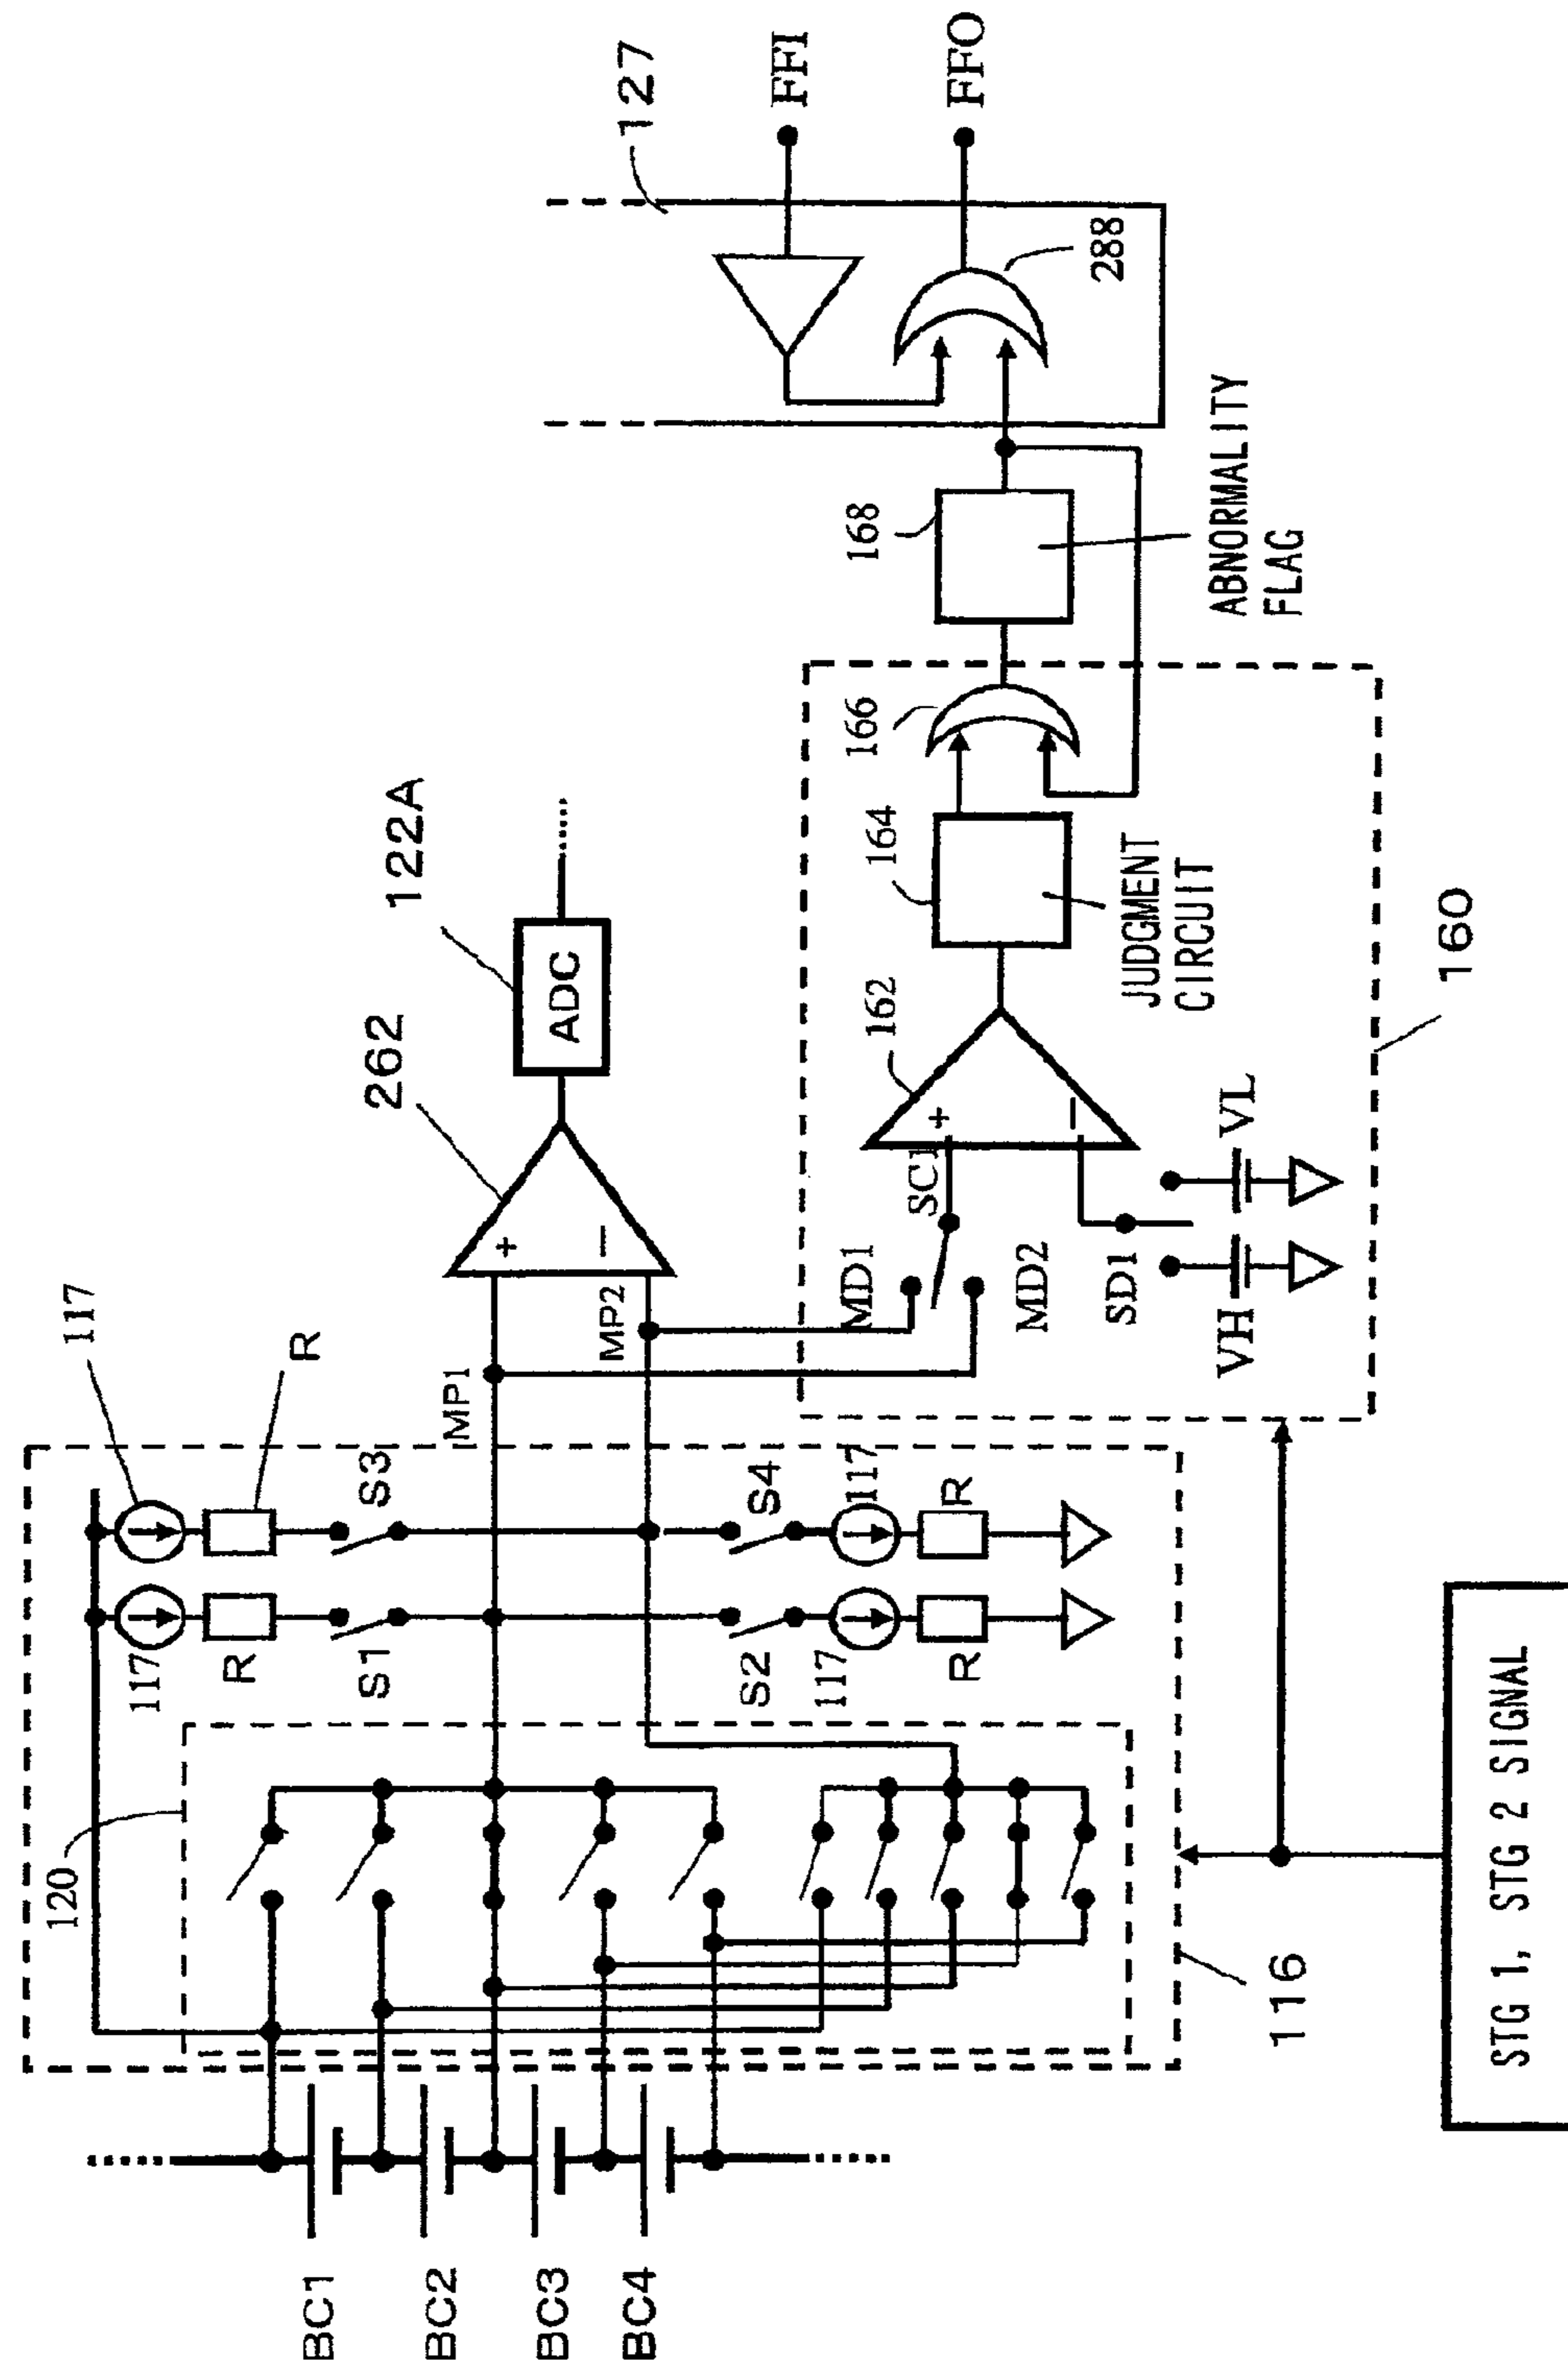 BC1
BC2
BC3
BC4
120
117
R
S1
S3
117
R
S2
S4
117
R
117
R
116
STG 1, STG 2 SIGNAL
MP1
MP2
+
−
262
ADC
122A
MD1
MD2
SC1
SD1
VH
VL
+
−
162
164
JUDGMENT
CIRCUIT
166
160
168
ABNORMALITY
FLAG
127
288
FFI
FFO